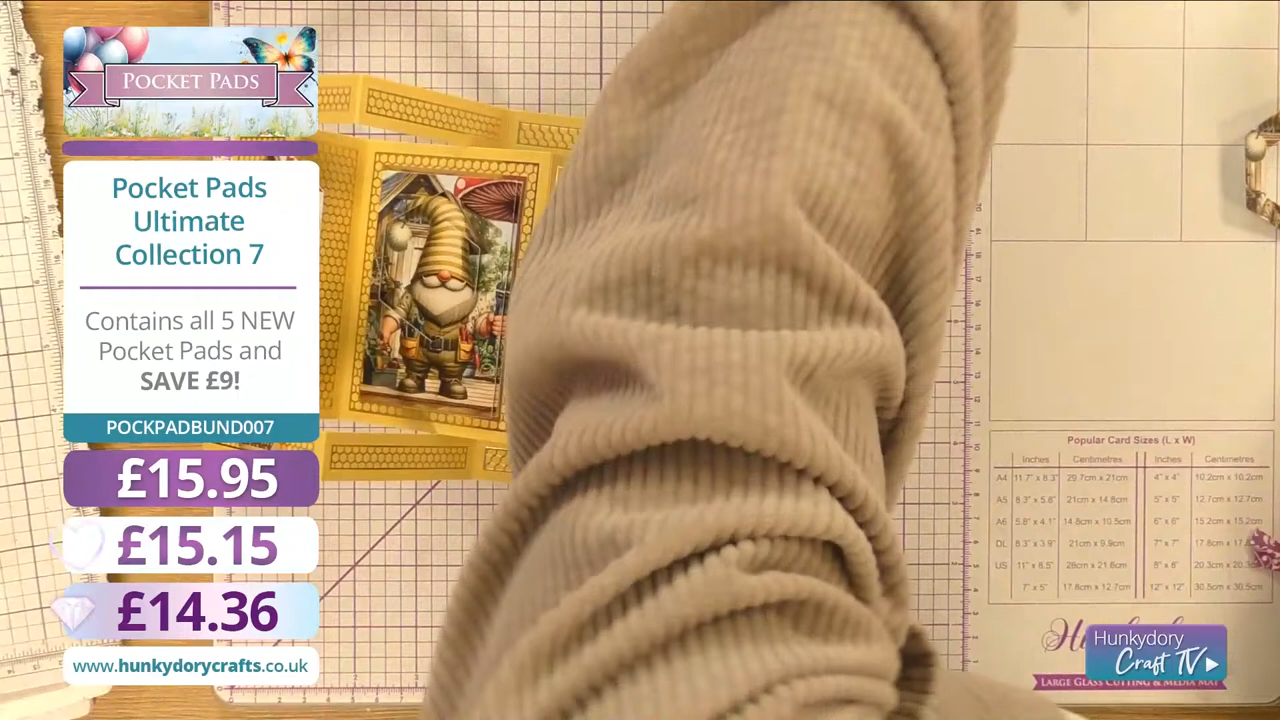 POCKET PADS
Pocket Pads
Ultimate
Collection 7
Contains all 5 NEW
Pocket Pads and
SAVE £9!
POCKPADBUND007
£15.95
£15.15
£14.36
www.hunkydorycrafts.co.uk
Popular Card Sizes (L x W)
Inches Centimetres Inches Centimetres
A4 11.7" x 8.3" 29.7cm x 21cm 4" x 4" 10.2cm x 10.2cm
A5 8.3" x 5.8" 21cm x 14.8cm 5" x 5" 12.7cm x 12.7cm
A6 5.8" x 4.1" 14.8cm x 10.5cm 6" x 6" 15.2cm x 15.2cm
DL 8.3" x 3.9" 21cm x 9.9cm 7" x 7" 17.8cm x
US 11" x 8.5" 28cm x 21.6cm 8" x 8" 20.3cm x
7" x 5" 17.8cm x 12.7cm 12" x 12" 30.5cm x 30.5cm
Hunkydory
Craft TV
LARGE GLASS CUTTING & MEDIA MAT